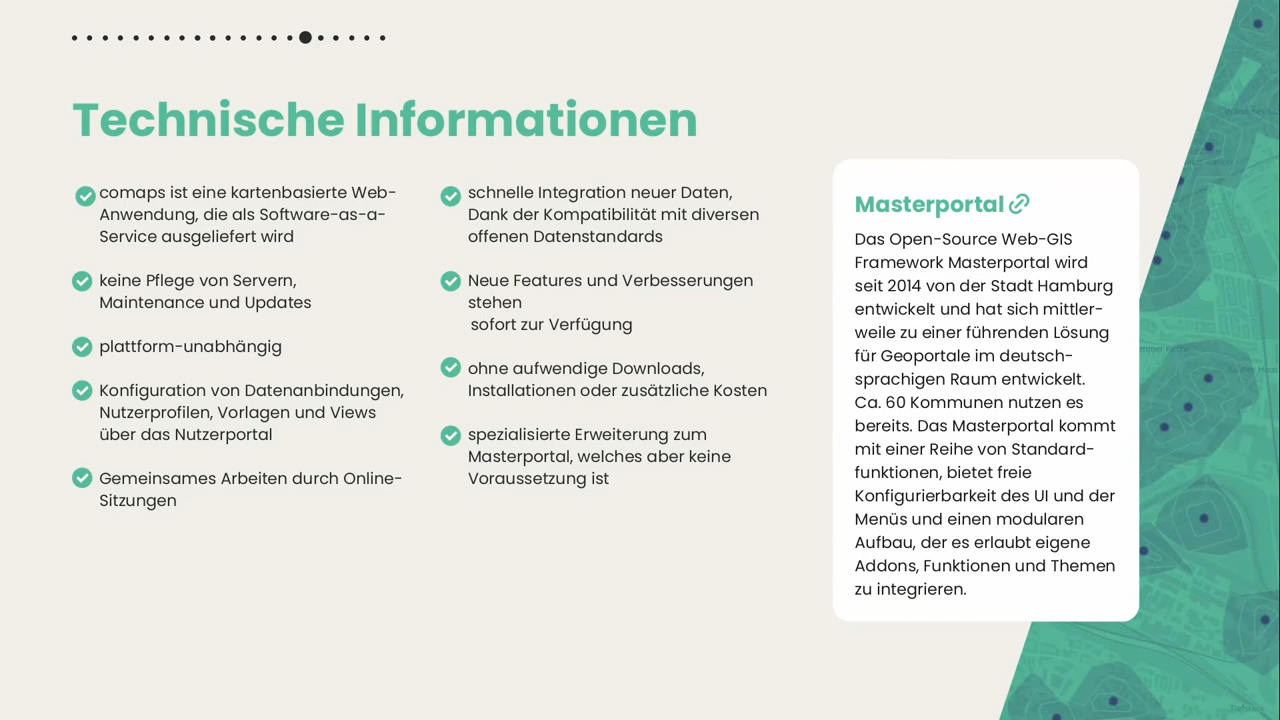 Technische Informationen
comaps ist eine kartenbasierte Web-
Anwendung, die als Software-as-a-
Service ausgeliefert wird
keine Pflege von Servern,
Maintenance und Updates
plattform-unabhängig
Konfiguration von Datenanbindungen,
Nutzerprofilen, Vorlagen und Views
über das Nutzerportal
Gemeinsames Arbeiten durch Online-
Sitzungen
schnelle Integration neuer Daten,
Dank der Kompatibilität mit diversen
offenen Datenstandards
Neue Features und Verbesserungen
stehen
sofort zur Verfügung
ohne aufwendige Downloads,
Installationen oder zusätzliche Kosten
spezialisierte Erweiterung zum
Masterportal, welches aber keine
Voraussetzung ist
Masterportal
Das Open-Source Web-GIS
Framework Masterportal wird
seit 2014 von der Stadt Hamburg
entwickelt und hat sich mittler-
weile zu einer führenden Lösung
für Geoportale im deutsch-
sprachigen Raum entwickelt.
Ca. 60 Kommunen nutzen es
bereits. Das Masterportal kommt
mit einer Reihe von Standard-
funktionen, bietet freie
Konfigurierbarkeit des UI und der
Menüs und einen modularen
Aufbau, der es erlaubt eigene
Addons, Funktionen und Themen
zu integrieren.